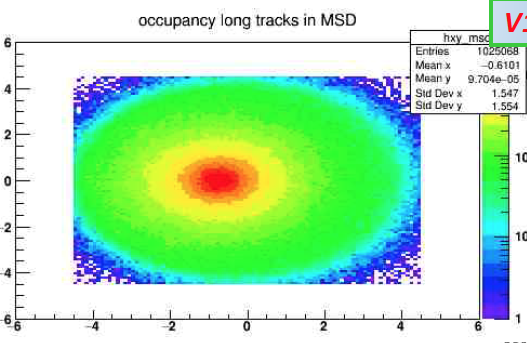 occupancy long tracks in MSD
V1
hxy_msd
Entries 1025068
Mean x −0.6101
Mean y 9.704e−05
Std Dev x 1.547
Std Dev y 1.554
6
4
2
0
−2
−4
−6
−6 −4 −2 0 2 4 6
10
10
1